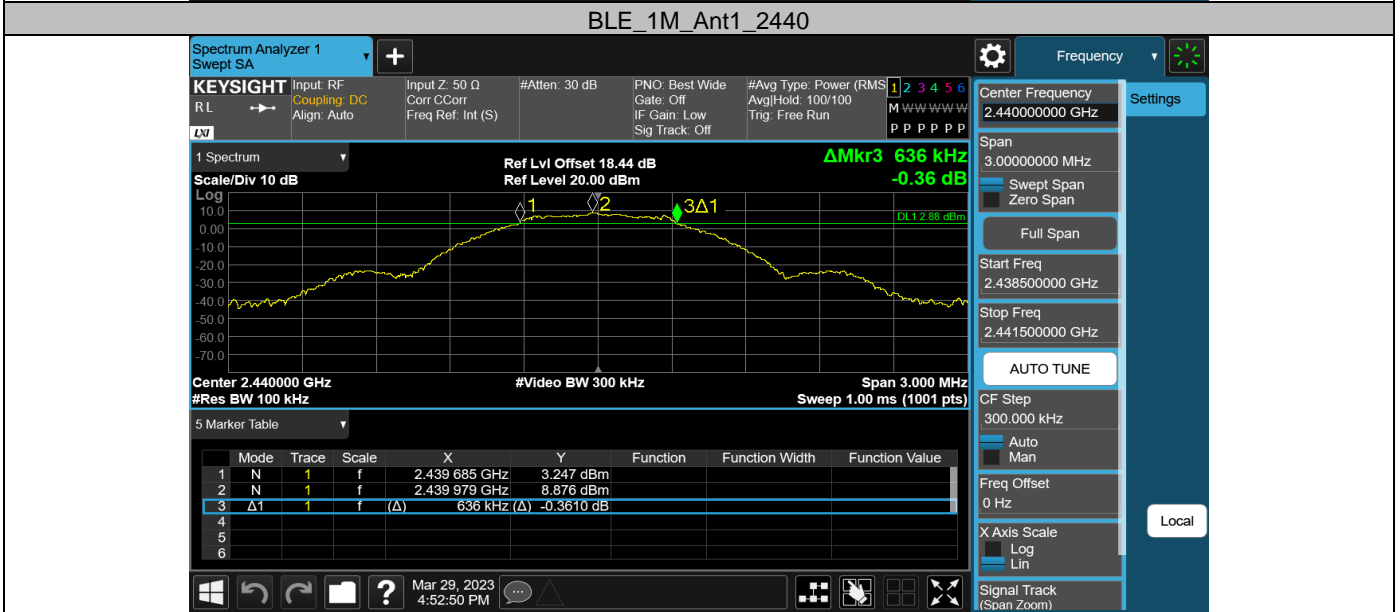 BLE_1M_Ant1_2440
Spectrum Analyzer 1
Swept SA
+
Frequency
KEYSIGHT
RL
LXI
Input: RF
Coupling: DC
Align: Auto
Input Z: 50 Ω
Corr CCorr
Freq Ref: Int (S)
#Atten: 30 dB
PNO: Best Wide
Gate: Off
IF Gain: Low
Sig Track: Off
#Avg Type: Power (RMS
Avg|Hold: 100/100
Trig: Free Run
1 2 3 4 5 6
M W W W W W
P P P P P P
1 Spectrum
Scale/Div 10 dB
Ref Lvl Offset 18.44 dB
Ref Level 20.00 dBm
ΔMkr3 636 kHz
-0.36 dB
Log
10.0
0.00
-10.0
-20.0
-30.0
-40.0
-50.0
-60.0
-70.0
1
2
3Δ1
DL1 2.88 dBm
Center 2.440000 GHz
#Video BW 300 kHz
Span 3.000 MHz
#Res BW 100 kHz
Sweep 1.00 ms (1001 pts)
5 Marker Table
Mode Trace Scale X Y Function Function Width Function Value
1 N 1 f 2.439 685 GHz 3.247 dBm
2 N 1 f 2.439 979 GHz 8.876 dBm
3 Δ1 1 f (Δ) 636 kHz (Δ) -0.3610 dB
4
5
6
Center Frequency
2.440000000 GHz
Settings
Span
3.00000000 MHz
Swept Span
Zero Span
Full Span
Start Freq
2.438500000 GHz
Stop Freq
2.441500000 GHz
AUTO TUNE
CF Step
300.000 kHz
Auto
Man
Freq Offset
0 Hz
Local
X Axis Scale
Log
Lin
Signal Track
(Span Zoom)
?
Mar 29, 2023
4:52:50 PM